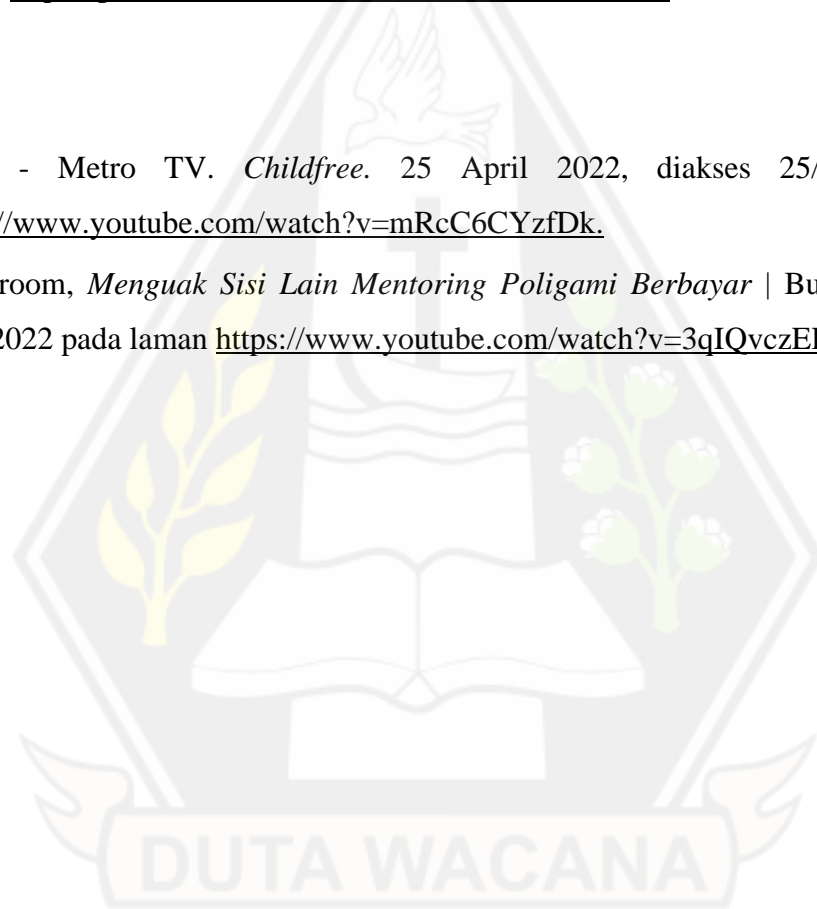 - Metro TV. Childfree. 25 April 2022, diakses 25/
//www.youtube.com/watch?v=mRcC6CYzfDk.
room, Menguak Sisi Lain Mentoring Poligami Berbayar | Bu
2022 pada laman https://www.youtube.com/watch?v=3qIQvczE
DUTA WACANA